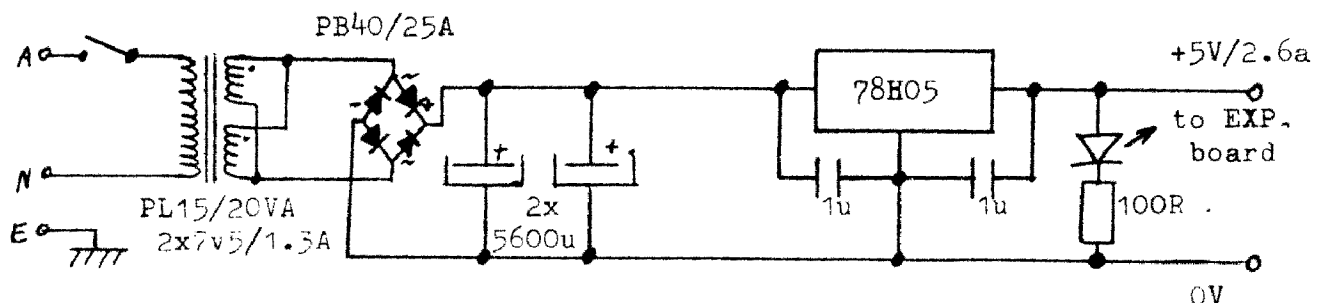 PB40/25A
A
+5V/2.6a
78H05
to EXP.
board
N
PL15/20VA
2x7v5/1.3A
E
+
+
2x
5600u
1u
1u
100R
0V
~
-
+
~